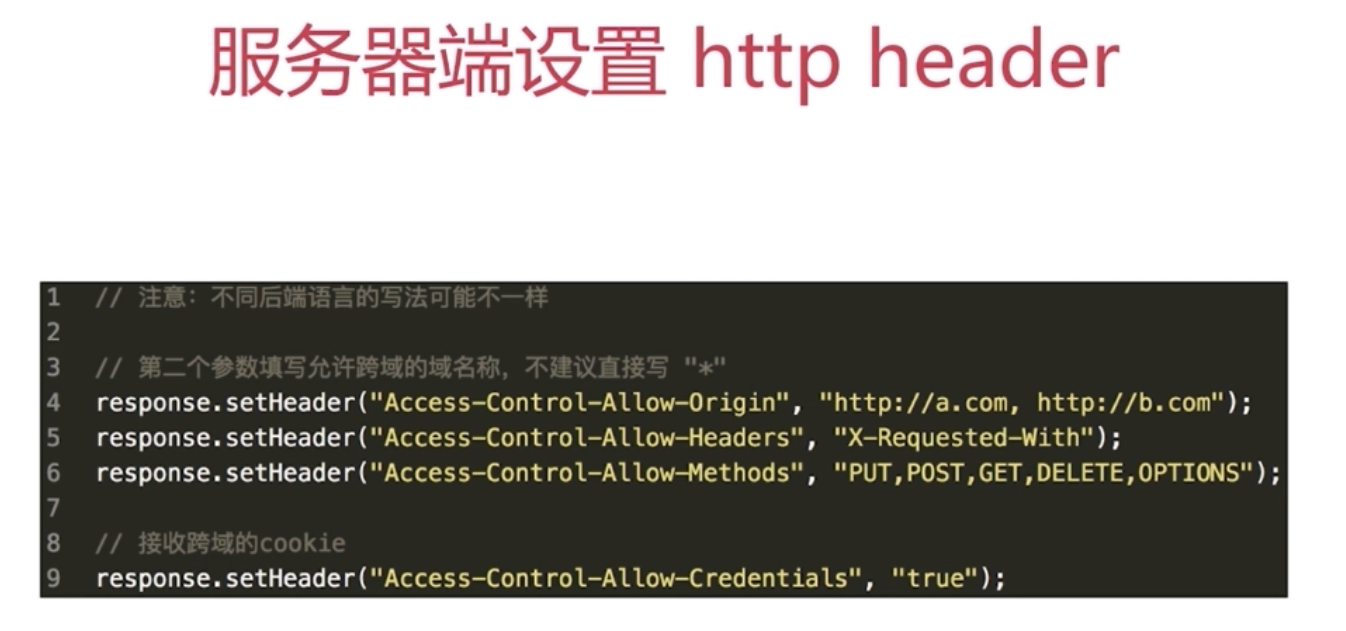 服务器端设置 http header
1 // 注意：不同后端语言的写法可能不一样
2
3 // 第二个参数填写允许跨域的域名称，不建议直接写 "*"
4 response.setHeader("Access-Control-Allow-Origin", "http://a.com, http://b.com");
5 response.setHeader("Access-Control-Allow-Headers", "X-Requested-With");
6 response.setHeader("Access-Control-Allow-Methods", "PUT,POST,GET,DELETE,OPTIONS");
7
8 // 接收跨域的cookie
9 response.setHeader("Access-Control-Allow-Credentials", "true");